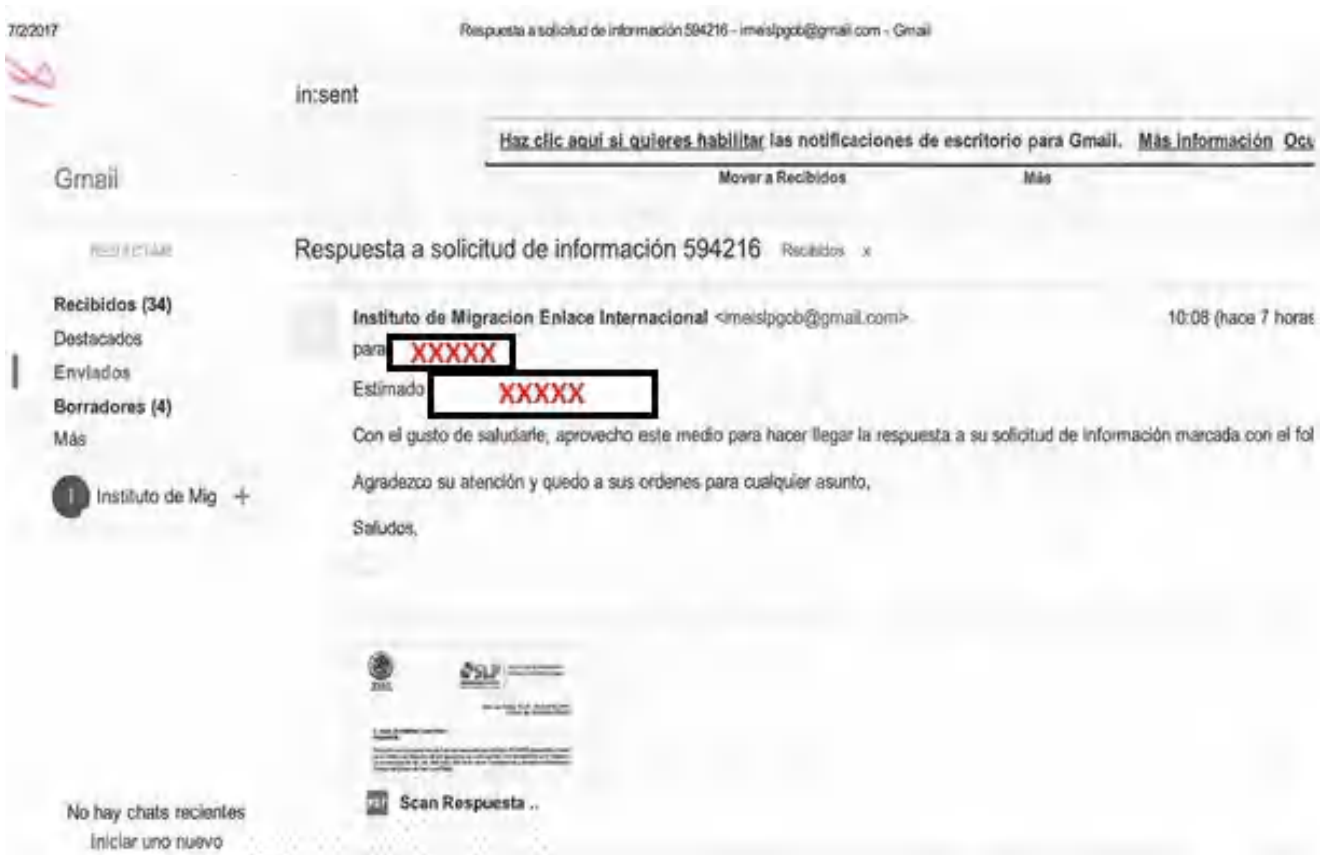 7/2/2017 Respuesta a solicitud de información 594216 - imeislpgob@gmail.com - Gmail
18
in:sent
Haz clic aquí si quieres habilitar las notificaciones de escritorio para Gmail. Más información Ocu
Gmail
Mover a Recibidos Más
REDACTAR
Respuesta a solicitud de información 594216 Recibidos x
Recibidos (34)
Instituto de Migracion Enlace Internacional <imeislpgob@gmail.com> 10:08 (hace 7 horas
Destacados
para XXXXX
Enviados
Estimado XXXXX
Borradores (4)
Más
Con el gusto de saludarle, aprovecho este medio para hacer llegar la respuesta a su solicitud de información marcada con el fol
Agradezco su atención y quedo a sus ordenes para cualquier asunto,
I Instituto de Mig +
Saludos,
SLP
Scan Respuesta ..
No hay chats recientes
Iniciar uno nuevo